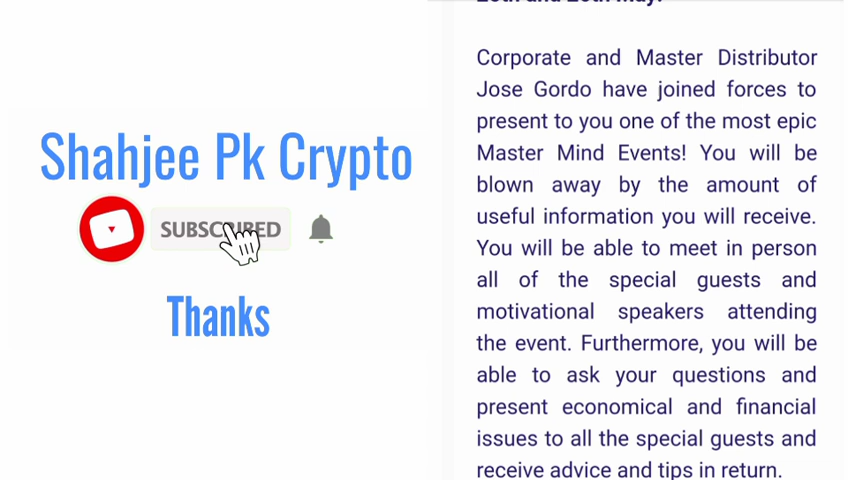 Shahjee Pk Crypto
SUBSCRIBED
Thanks
Corporate and Master Distributor
Jose Gordo have joined forces to
present to you one of the most epic
Master Mind Events! You will be
blown away by the amount of
useful information you will receive.
You will be able to meet in person
all of the special guests and
motivational speakers attending
the event. Furthermore, you will be
able to ask your questions and
present economical and financial
issues to all the special guests and
receive advice and tips in return.